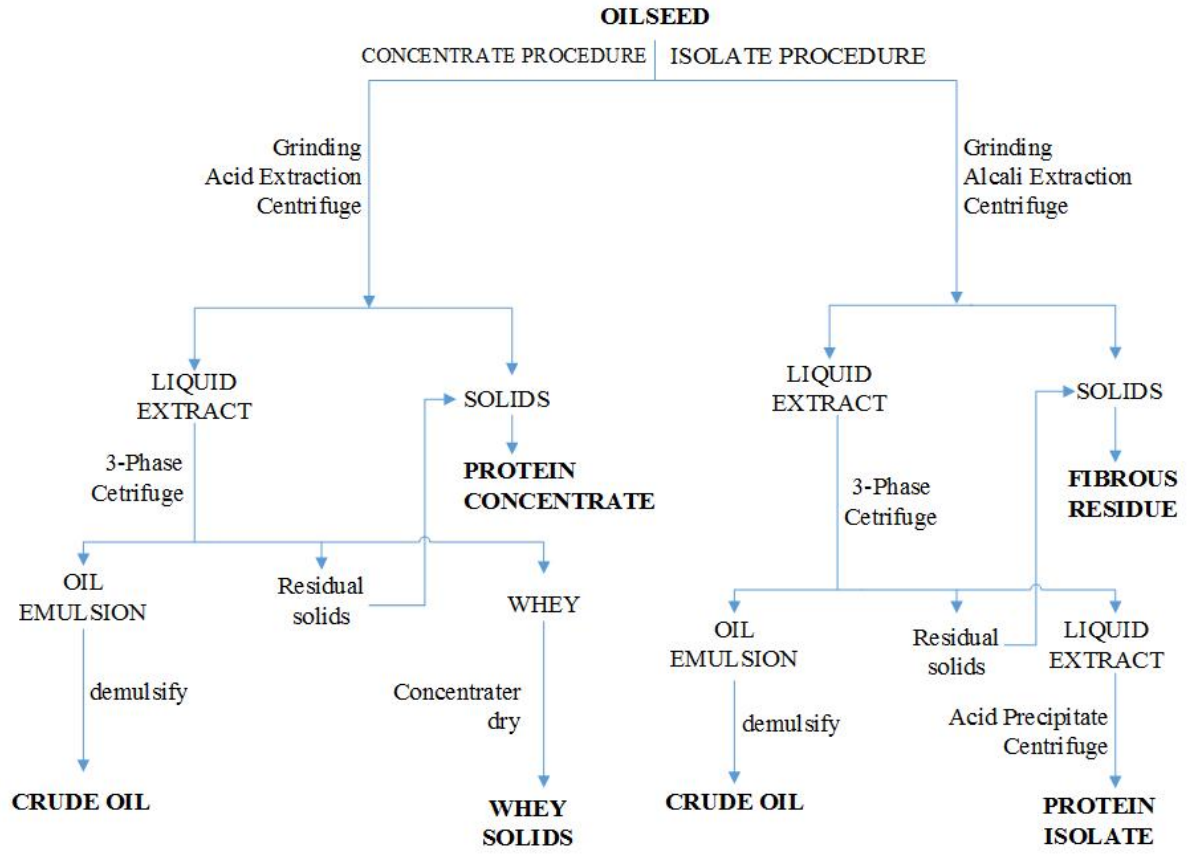 OILSEED
CONCENTRATE PROCEDURE
ISOLATE PROCEDURE
Grinding
Acid Extraction
Centrifuge
Grinding
Alcali Extraction
Centrifuge
LIQUID
EXTRACT
SOLIDS
PROTEIN
CONCENTRATE
3-Phase
Cetrifuge
OIL
EMULSION
Residual
solids
WHEY
demulsify
Concentrater
dry
CRUDE OIL
WHEY
SOLIDS
LIQUID
EXTRACT
SOLIDS
FIBROUS
RESIDUE
3-Phase
Cetrifuge
OIL
EMULSION
Residual
solids
LIQUID
EXTRACT
demulsify
Acid Precipitate
Centrifuge
CRUDE OIL
PROTEIN
ISOLATE